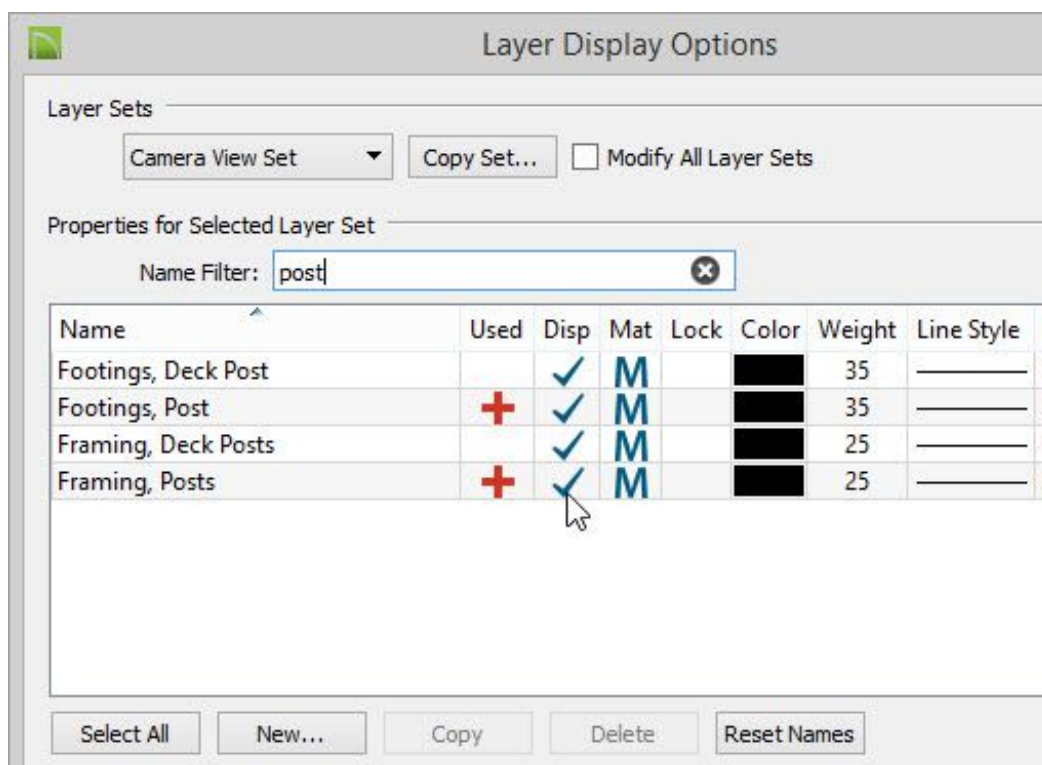 Layer Display Options
Layer Sets
Camera View Set Copy Set... Modify All Layer Sets
Properties for Selected Layer Set
Name Filter: post
Name Used Disp Mat Lock Color Weight Line Style
Footings, Deck Post M 35
Footings, Post M 35
Framing, Deck Posts M 25
Framing, Posts M 25
Select All New... Copy Delete Reset Names